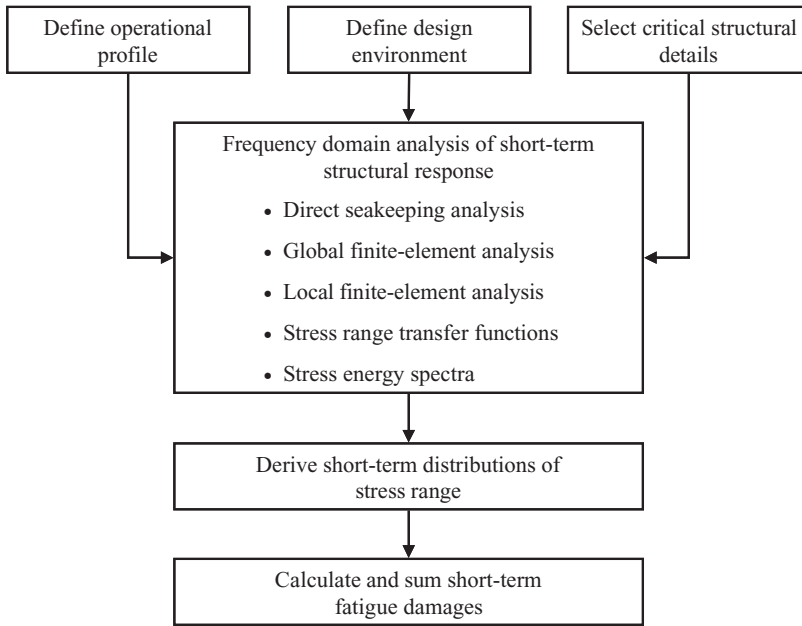 Define operational
profile
Define design
environment
Select critical structural
details
Frequency domain analysis of short-term
structural response
• Direct seakeeping analysis
• Global finite-element analysis
• Local finite-element analysis
• Stress range transfer functions
• Stress energy spectra
Derive short-term distributions of
stress range
Calculate and sum short-term
fatigue damages